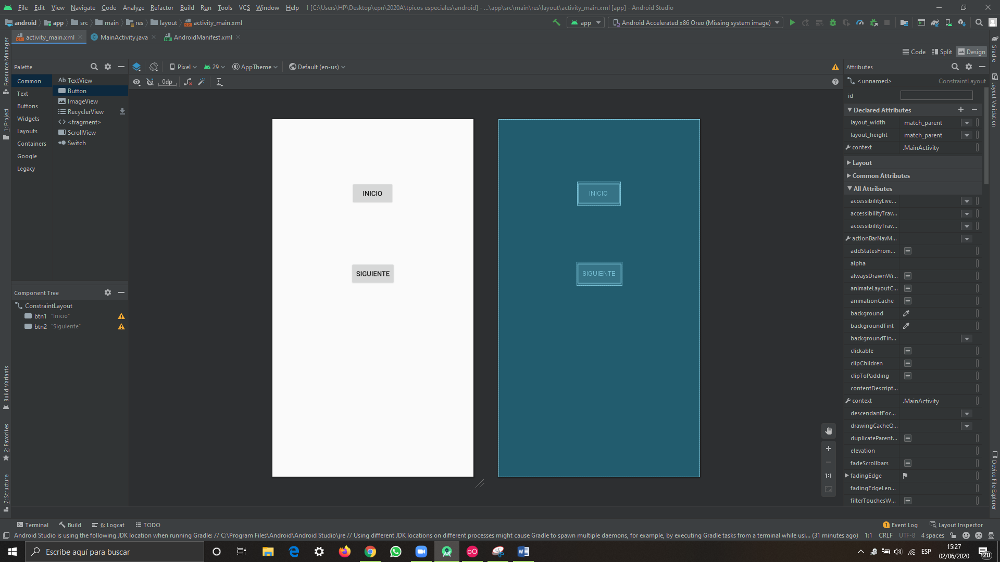 File Edit View Navigate Code Analyze Refactor Build Run Tools VCS Window Help 1 [C:\Users\HP\Desktop\epn\2020A\tpicos especiales\android] - ...\app\src\main\res\layout\activity_main.xml [app] - Android Studio
android app src main res layout activity_main.xml app Android Accelerated x86 Oreo (Missing system image)
activity_main.xml MainActivity.java AndroidManifest.xml
Code Split Design
Palette
Common
Text
Buttons
Widgets
Layouts
Containers
Google
Legacy
Ab TextView
Button
ImageView
RecyclerView
<fragment>
ScrollView
Switch
Pixel 29 AppTheme Default (en-us)
0dp
INICIO
SIGUIENTE
INICIO
SIGUIENTE
1:1
Component Tree
ConstraintLayout
btn1 "Inicio"
btn2 "Siguiente"
Attributes
<unnamed> ConstraintLayout
id
Declared Attributes
layout_width match_parent
layout_height match_parent
context .MainActivity
Layout
Common Attributes
All Attributes
accessibilityLive...
accessibilityTrav...
accessibilityTrav...
actionBarNavM...
addStatesFrom...
alpha
alwaysDrawnWi...
animateLayoutC...
animationCache
background
backgroundTint
backgroundTin...
clickable
clipChildren
clipToPadding
contentDescript...
context .MainActivity
descendantFoc...
drawingCacheQ...
duplicateParent...
elevation
fadeScrollbars
fadingEdge
fadingEdgeLen...
filterTouchesW...
Resource Manager
1: Project
Build Variants
2: Favorites
7: Structure
Gradle
Layout Validation
Device File Explorer
Terminal Build 6: Logcat TODO 1 Event Log Layout Inspector
Android Studio is using the following JDK location when running Gradle: // C:\Program Files\Android\Android Studio\jre // Using different JDK locations on different processes might cause Gradle to spawn multiple daemons, for example, by executing Gradle tasks from a terminal while usi... (31 minutes ago) 1:1 CRLF UTF-8 4 spaces
Escribe aquí para buscar
ESP
15:27
02/06/2020
20